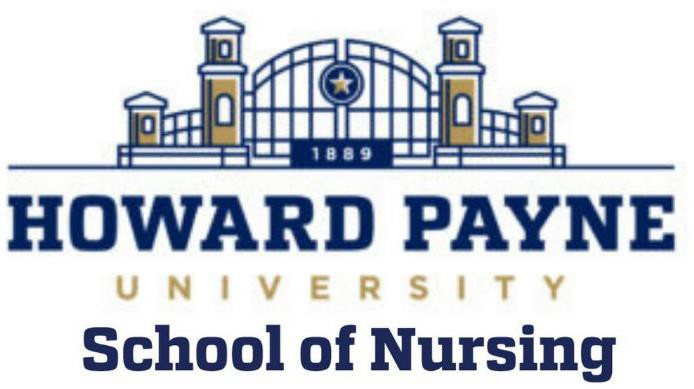 1889
HOWARD PAYNE
UNIVERSITY
School of Nursing